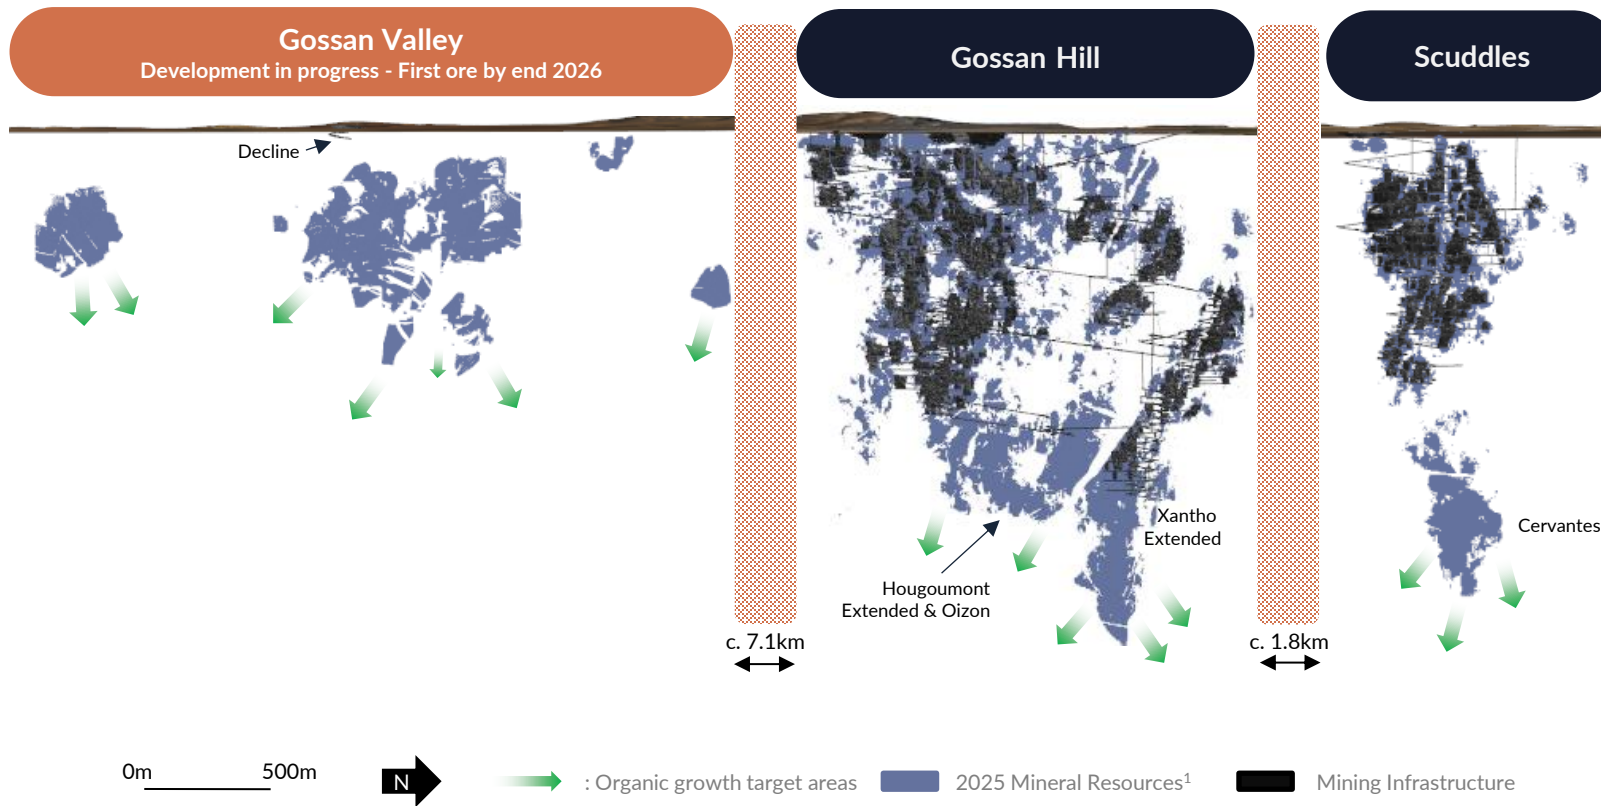 Gossan Valley
Development in progress - First ore by end 2026
Gossan Hill
Scuddles
Decline
Xantho
Extended
Cervantes
Hougoumont
Extended & Oizon
c. 7.1km
c. 1.8km
0m 500m
N
: Organic growth target areas
2025 Mineral Resources¹
Mining Infrastructure